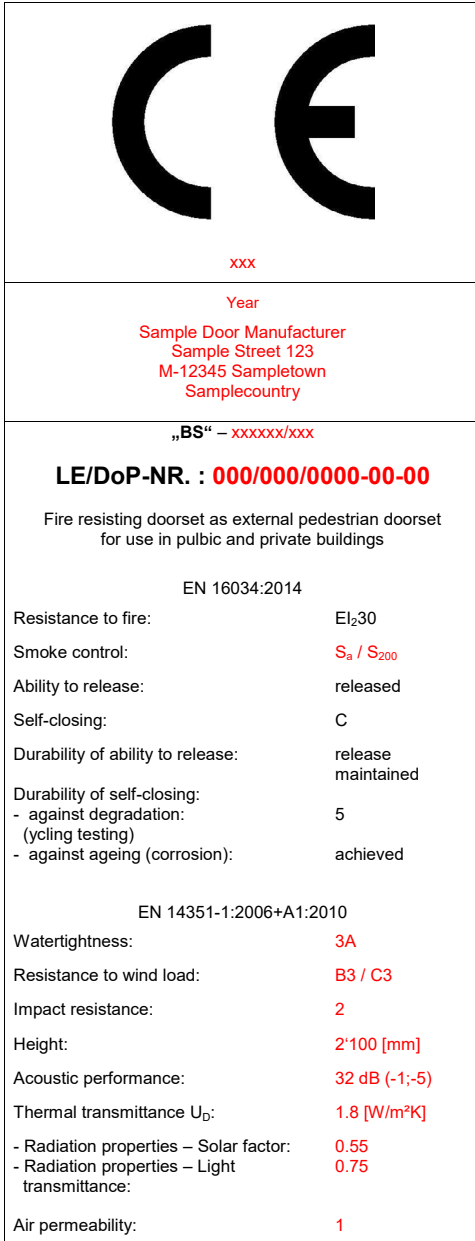 CE
xxx
Year
Sample Door Manufacturer
Sample Street 123
M-12345 Sampletown
Samplecountry
„BS“ – xxxxxx/xxx
LE/DoP-NR. : 000/000/0000-00-00
Fire resisting doorset as external pedestrian doorset
for use in pulbic and private buildings
EN 16034:2014
Resistance to fire: EI₂30
Smoke control: Sₐ / S₂₀₀
Ability to release: released
Self-closing: C
Durability of ability to release: release
maintained
Durability of self-closing:
- against degradation: 5
(ycling testing)
- against ageing (corrosion): achieved
EN 14351-1:2006+A1:2010
Watertightness: 3A
Resistance to wind load: B3 / C3
Impact resistance: 2
Height: 2‘100 [mm]
Acoustic performance: 32 dB (-1;-5)
Thermal transmittance U_D: 1.8 [W/m²K]
- Radiation properties – Solar factor: 0.55
- Radiation properties – Light 0.75
transmittance:
Air permeability: 1